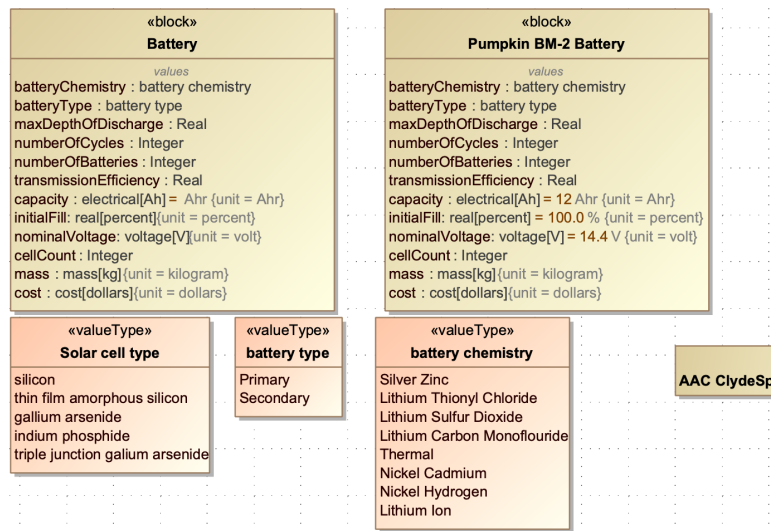 «block»
Battery
values
batteryChemistry : battery chemistry
batteryType : battery type
maxDepthOfDischarge : Real
numberOfCycles : Integer
numberOfBatteries : Integer
transmissionEfficiency : Real
capacity : electrical[Ah] = Ahr {unit = Ahr}
initialFill: real[percent]{unit = percent}
nominalVoltage: voltage[V]{unit = volt}
cellCount : Integer
mass : mass[kg]{unit = kilogram}
cost : cost[dollars]{unit = dollars}
«block»
Pumpkin BM-2 Battery
values
batteryChemistry : battery chemistry
batteryType : battery type
maxDepthOfDischarge : Real
numberOfCycles : Integer
numberOfBatteries : Integer
transmissionEfficiency : Real
capacity : electrical[Ah] = 12 Ahr {unit = Ahr}
initialFill: real[percent] = 100.0 % {unit = percent}
nominalVoltage: voltage[V] = 14.4 V {unit = volt}
cellCount : Integer
mass : mass[kg]{unit = kilogram}
cost : cost[dollars]{unit = dollars}
«valueType»
Solar cell type
silicon
thin film amorphous silicon
gallium arsenide
indium phosphide
triple junction galium arsenide
«valueType»
battery type
Primary
Secondary
«valueType»
battery chemistry
Silver Zinc
Lithium Thionyl Chloride
Lithium Sulfur Dioxide
Lithium Carbon Monoflouride
Thermal
Nickel Cadmium
Nickel Hydrogen
Lithium Ion
AAC ClydeSp